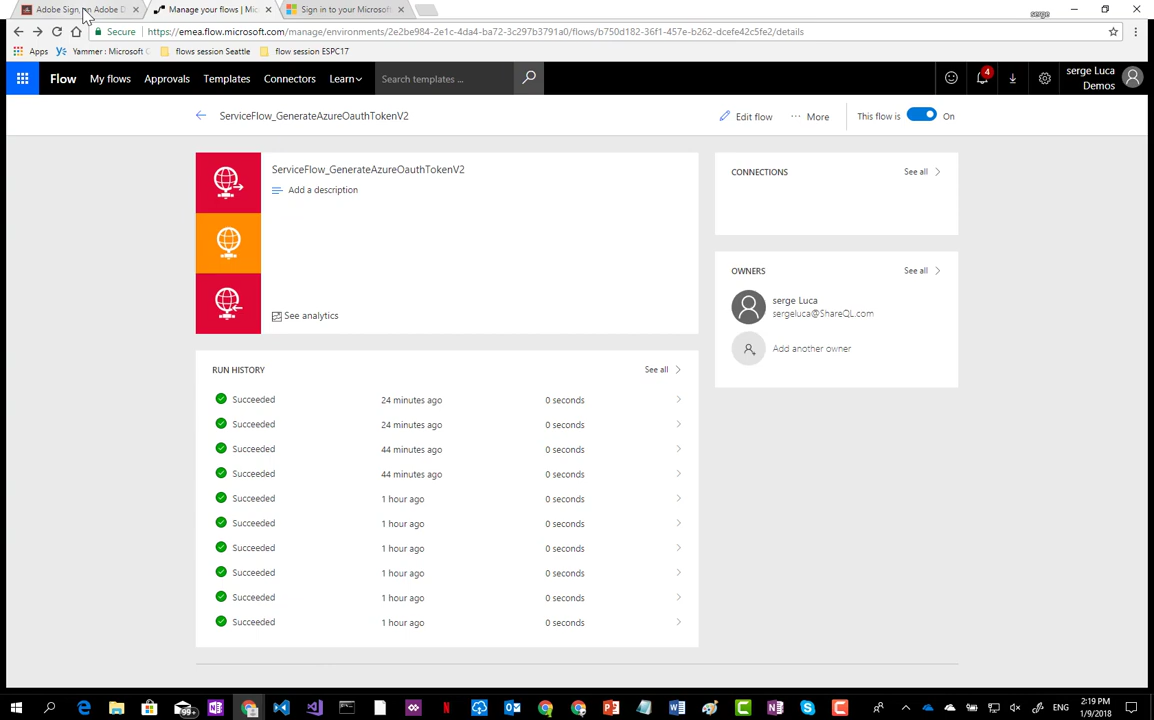 Adobe Sign, on Adobe D
Manage your flows | Mic
Sign in to your Microsof
serge
Secure
https://emea.flow.microsoft.com/manage/environments/2e2be984-2e1c-4da4-ba72-3c297b3791a0/flows/b750d182-36f1-457e-b262-dcefe42c5fe2/details
Apps
Yammer : Microsoft C
flows session Seattle
flow session ESPC17
Flow
My flows
Approvals
Templates
Connectors
Learn
Search templates ...
4
serge Luca
Demos
ServiceFlow_GenerateAzureOauthTokenV2
Edit flow
... More
This flow is
On
ServiceFlow_GenerateAzureOauthTokenV2
Add a description
See analytics
CONNECTIONS
See all
OWNERS
See all
serge Luca
sergeluca@ShareQL.com
Add another owner
RUN HISTORY
See all
Succeeded 24 minutes ago 0 seconds
Succeeded 24 minutes ago 0 seconds
Succeeded 44 minutes ago 0 seconds
Succeeded 44 minutes ago 0 seconds
Succeeded 1 hour ago 0 seconds
Succeeded 1 hour ago 0 seconds
Succeeded 1 hour ago 0 seconds
Succeeded 1 hour ago 0 seconds
Succeeded 1 hour ago 0 seconds
Succeeded 1 hour ago 0 seconds
99+
ENG
2:19 PM
1/9/2018